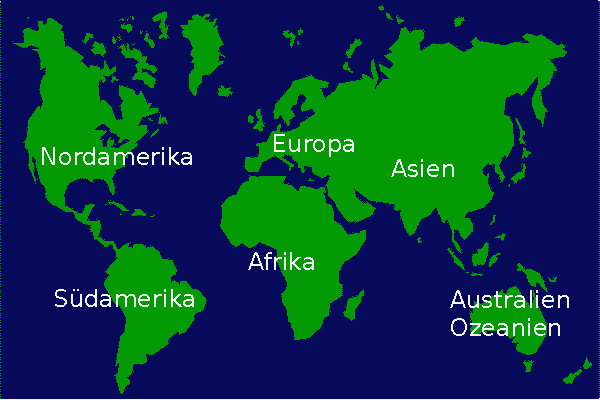 Nordamerika
Europa
Asien
Afrika
Südamerika
Australien
Ozeanien